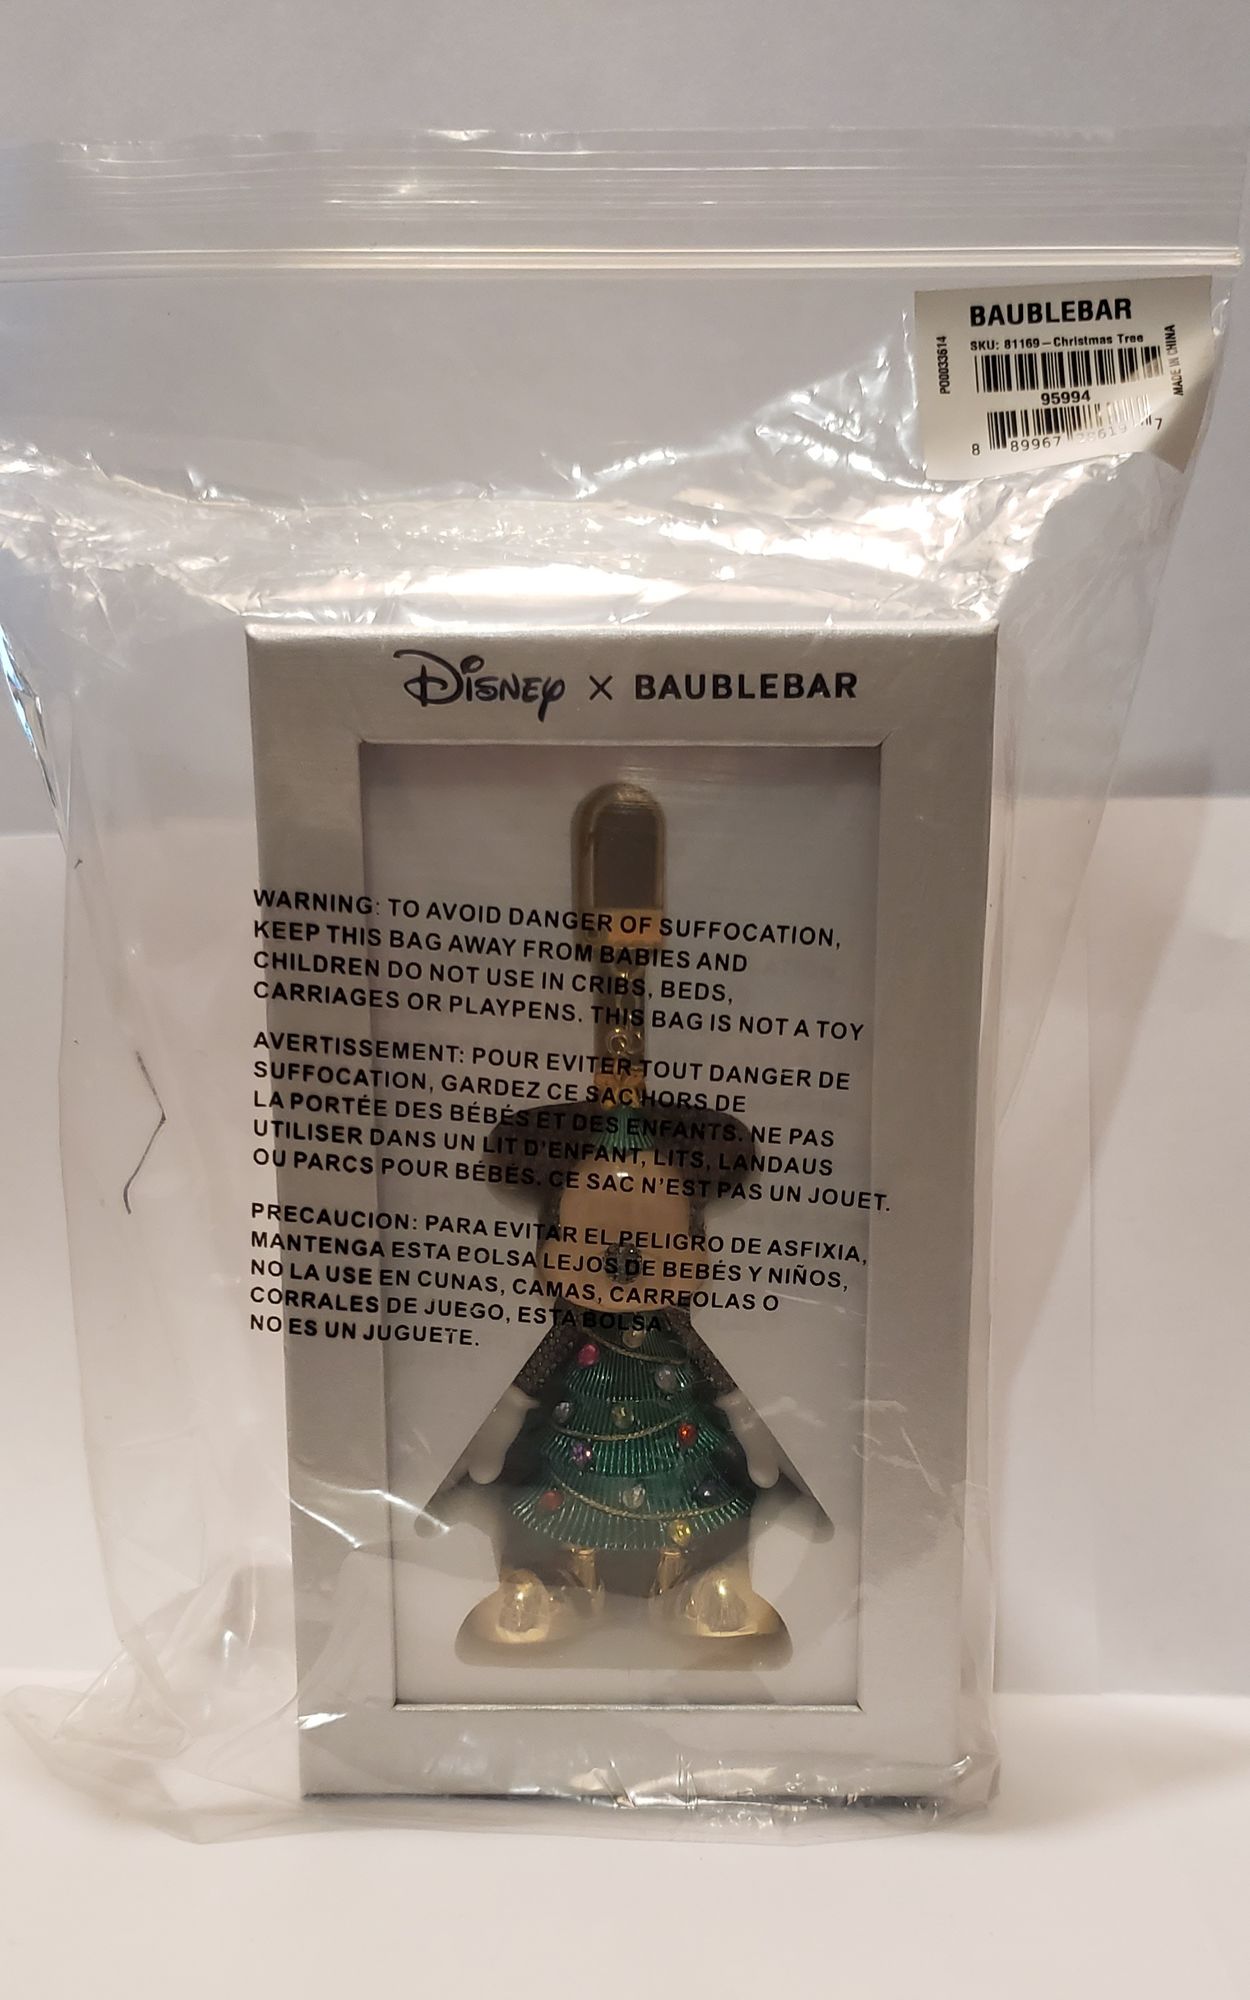 BAUBLEBAR
SKU: 81169-Christmas Tree
P00033614
MADE IN CHINA
95994
8 89967 7
DISNEY X BAUBLEBAR
WARNING: TO AVOID DANGER OF SUFFOCATION,
KEEP THIS BAG AWAY FROM BABIES AND
CHILDREN DO NOT USE IN CRIBS, BEDS,
CARRIAGES OR PLAYPENS. THIS BAG IS NOT A TOY
AVERTISSEMENT: POUR EVITER TOUT DANGER DE
SUFFOCATION, GARDEZ CE SAC HORS DE
LA PORTÉE DES BÉBÉS ET DES ENFANTS. NE PAS
UTILISER DANS UN LIT D'ENFANT, LITS, LANDAUS
OU PARCS POUR BÉBÉS. CE SAC N'EST PAS UN JOUET.
PRECAUCION: PARA EVITAR EL PELIGRO DE ASFIXIA,
MANTENGA ESTA BOLSA LEJOS DE BEBÉS Y NIÑOS,
NO LA USE EN CUNAS, CAMAS, CARREOLAS O
CORRALES DE JUEGO, ESTA BOLSA
NO ES UN JUGUETE.